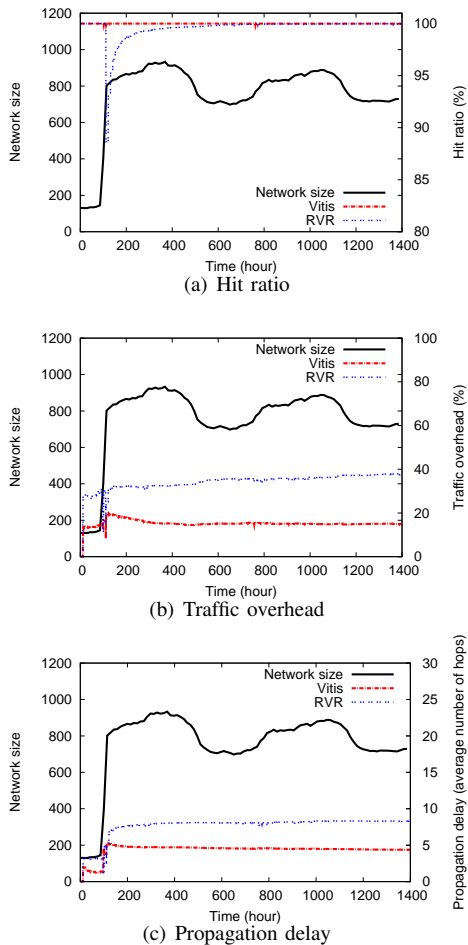 1200
1000
800
600
400
200
0
Network size
100
95
90
85
80
Hit ratio (%)
Network size
Vitis
RVR
0 200 400 600 800 1000 1200 1400
Time (hour)
(a) Hit ratio
1200
1000
800
600
400
200
0
Network size
100
80
60
40
20
0
Traffic overhead (%)
Network size
Vitis
RVR
0 200 400 600 800 1000 1200 1400
Time (hour)
(b) Traffic overhead
1200
1000
800
600
400
200
0
Network size
30
25
20
15
10
5
0
Propagation delay (average number of hops)
Network size
Vitis
RVR
0 200 400 600 800 1000 1200 1400
Time (hour)
(c) Propagation delay